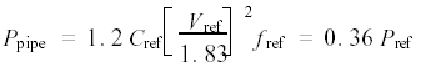 P_pipe = 1.2 C_ref [ V_ref / 1.83 ]^2 f_ref = 0.36 P_ref